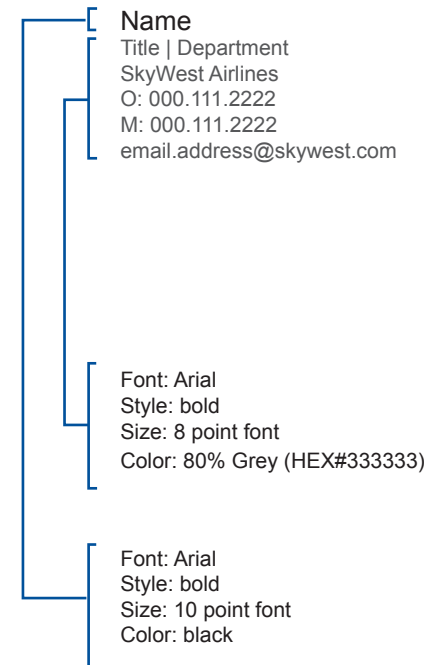 Name
Title | Department
SkyWest Airlines
O: 000.111.2222
M: 000.111.2222
email.address@skywest.com
Font: Arial
Style: bold
Size: 8 point font
Color: 80% Grey (HEX#333333)
Font: Arial
Style: bold
Size: 10 point font
Color: black